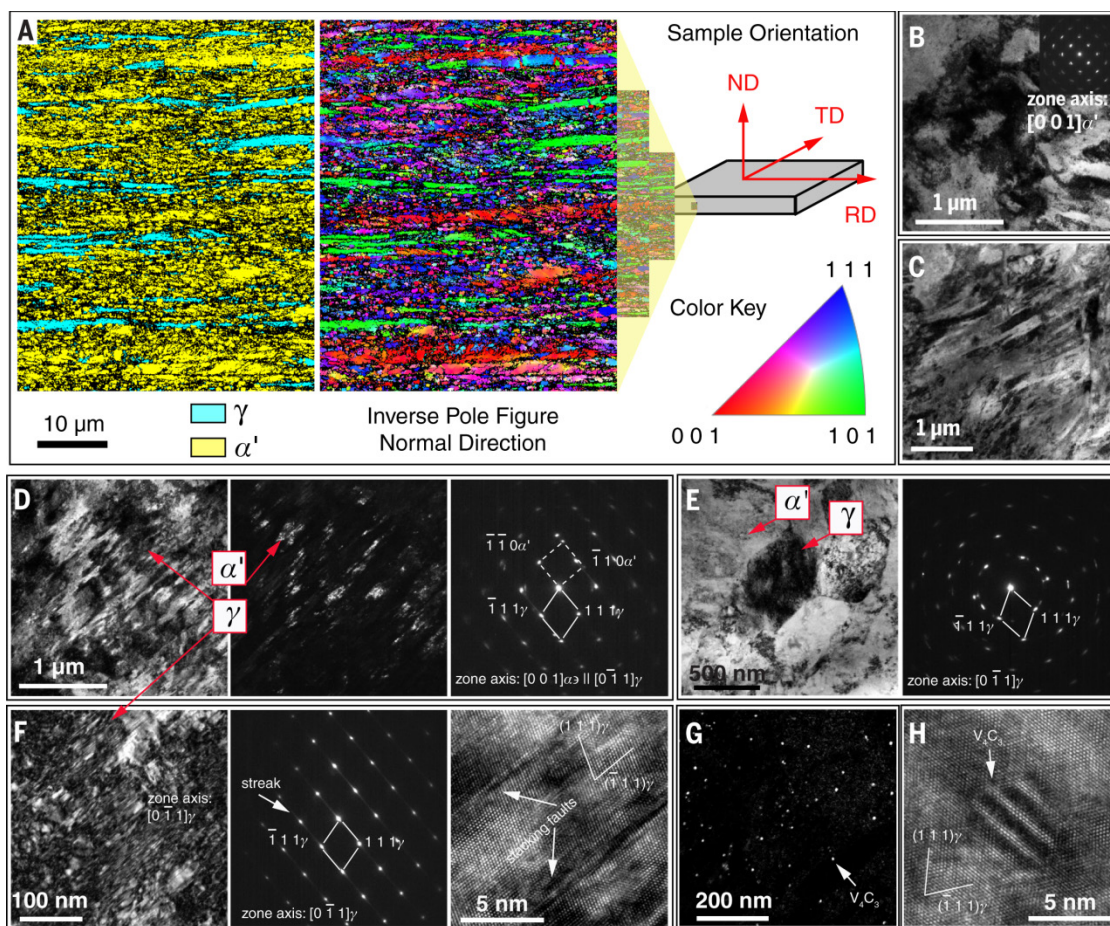 A
Sample Orientation
ND
TD
RD
Color Key
1 1 1
0 0 1
1 0 1
10 µm
γ
α'
Inverse Pole Figure
Normal Direction
B
zone axis:
[0 0 1]α'
1 µm
C
1 µm
D
α'
γ
1 µm
1̄ 1̄ 0α'
1̄ 1 0α'
1̄ 1 1γ
1 1 1γ
zone axis: [0 0 1]α϶ || [0 1̄ 1]γ
E
α'
γ
500 nm
1̄ 1 1γ
1 1 1γ
zone axis: [0 1̄ 1]γ
F
zone axis:
[0 1̄ 1]γ
100 nm
streak
1̄ 1 1γ
1 1 1γ
zone axis: [0 1̄ 1]γ
(1 1 1)γ
(1̄ 1 1)γ
stacking faults
5 nm
G
200 nm
V₄C₃
H
V₄C₃
(1 1 1)γ
(1̄ 1 1)γ
5 nm